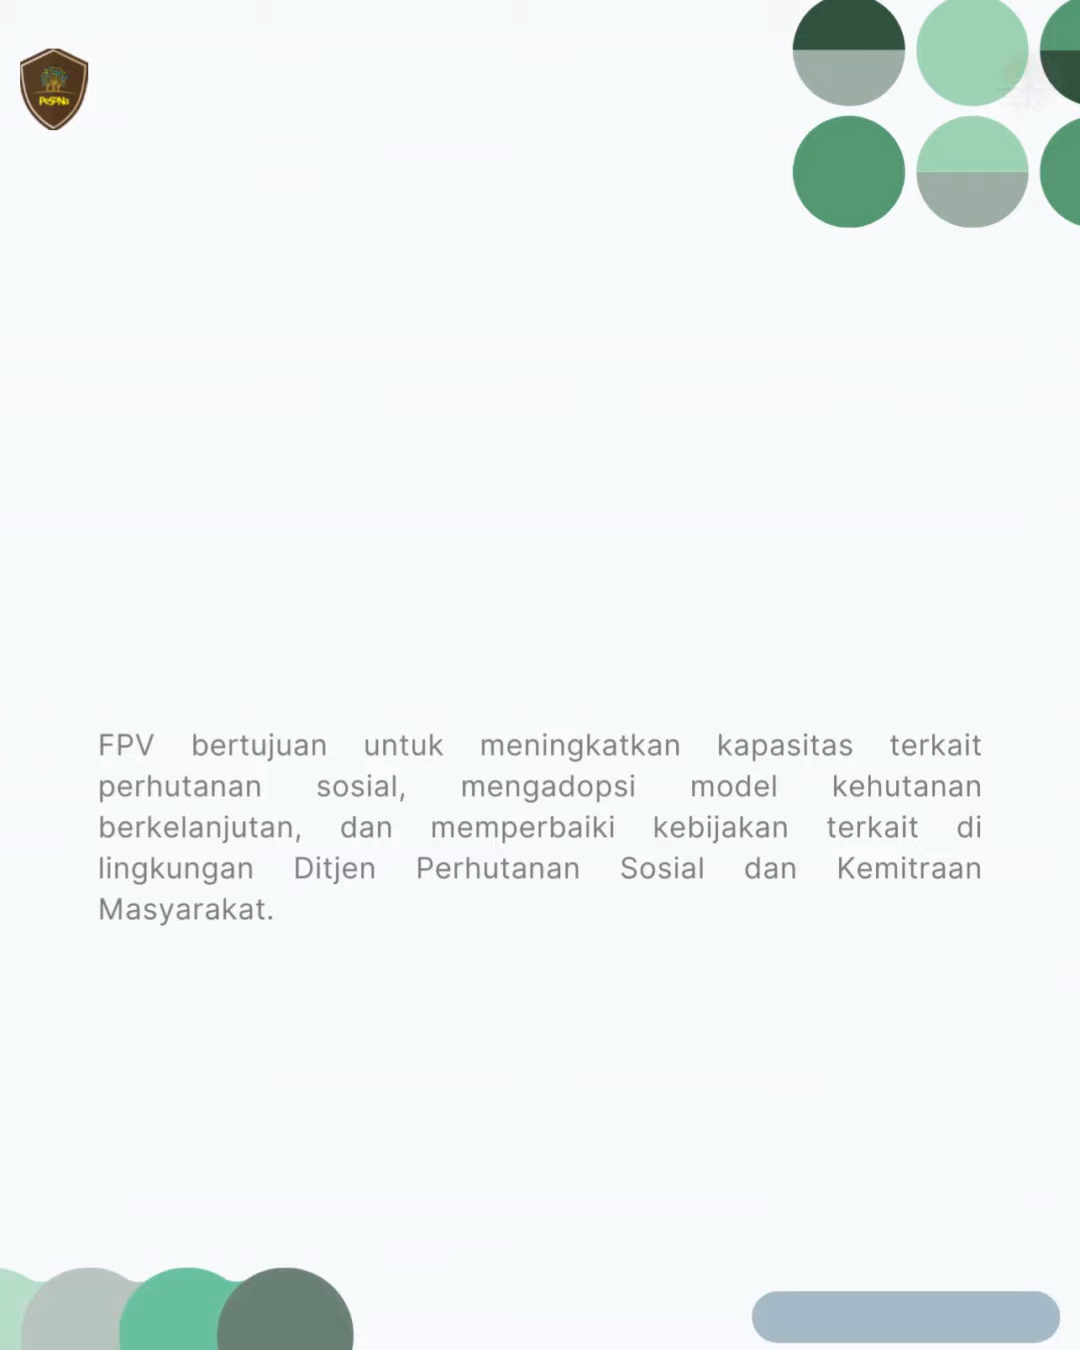 PeSoNa
FPV bertujuan untuk meningkatkan kapasitas terkait
perhutanan sosial, mengadopsi model kehutanan
berkelanjutan, dan memperbaiki kebijakan terkait di
lingkungan Ditjen Perhutanan Sosial dan Kemitraan
Masyarakat.